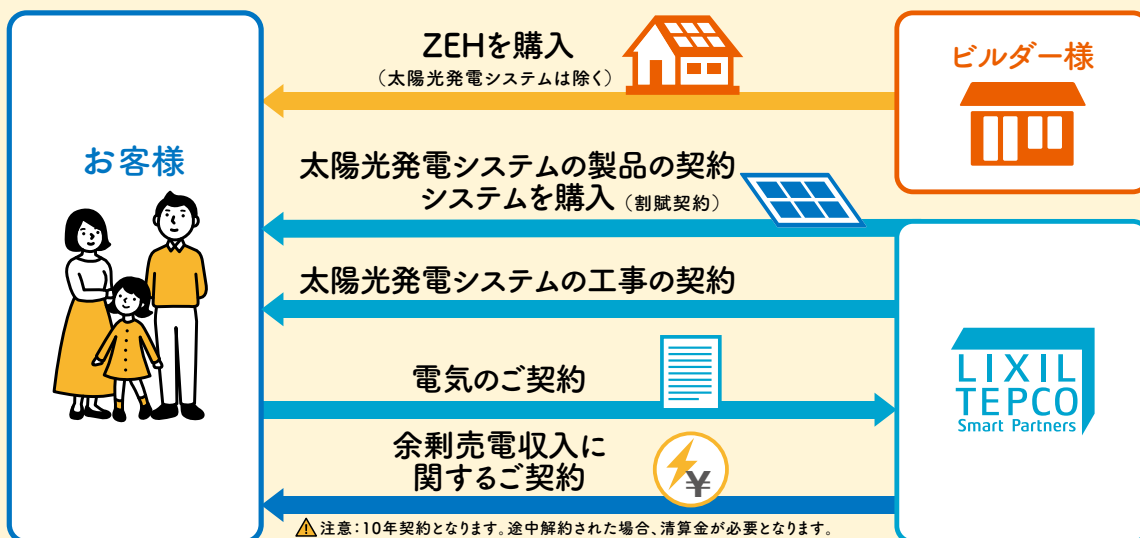 お客様
ZEHを購入
（太陽光発電システムは除く）
ビルダー様
太陽光発電システムの製品の契約
システムを購入（割賦契約）
太陽光発電システムの工事の契約
電気のご契約
余剰売電収入に
関するご契約
¥
LIXIL
TEPCO
Smart Partners
注意：10年契約となります。途中解約された場合、清算金が必要となります。